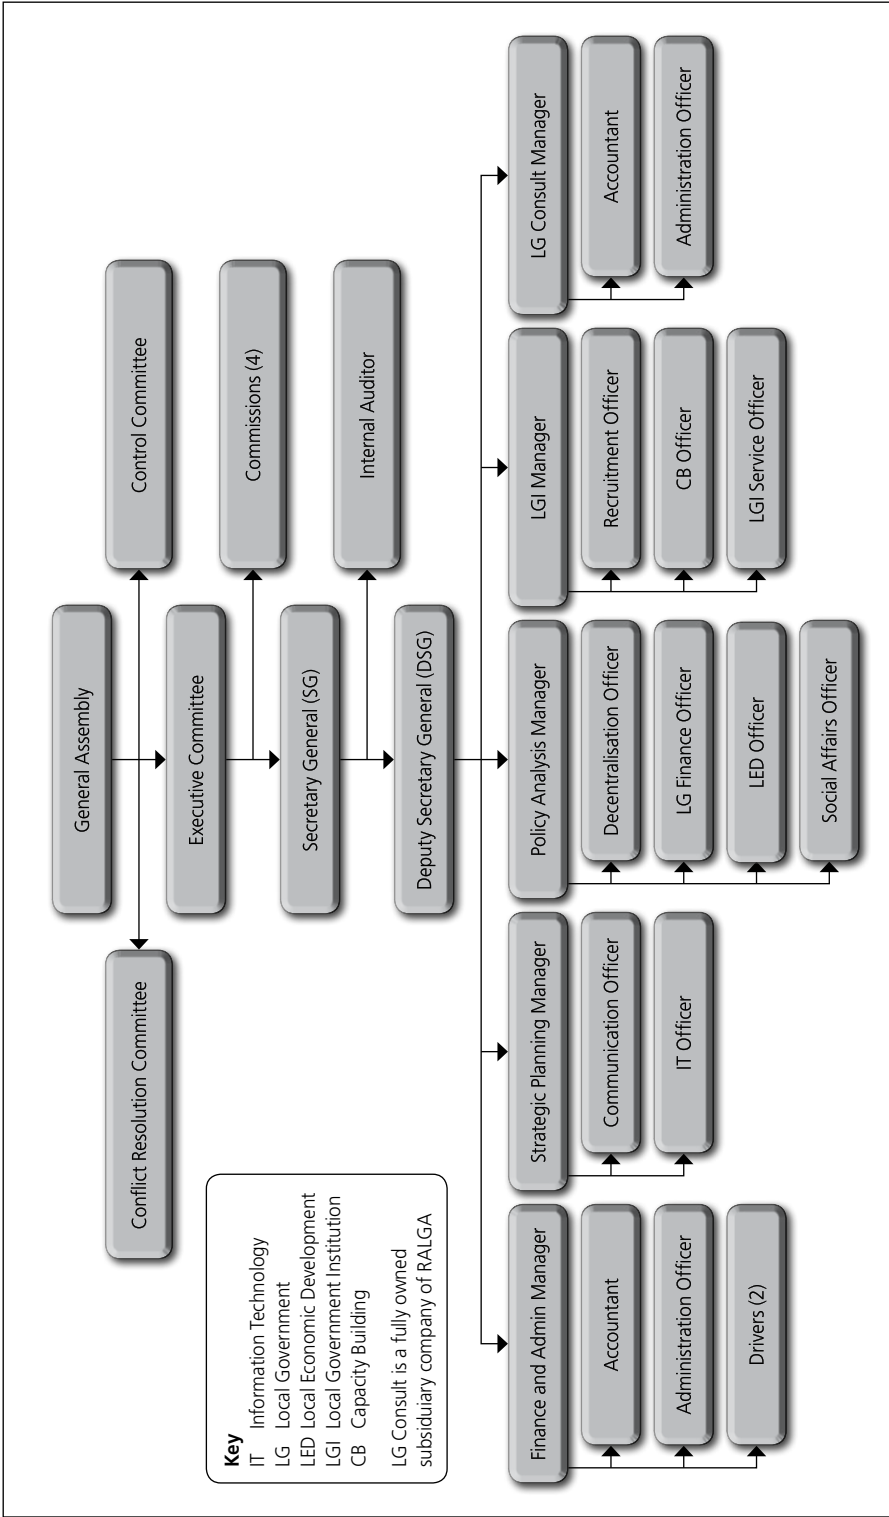 General Assembly
Conflict Resolution Committee
Control Committee
Executive Committee
Commissions (4)
Secretary General (SG)
Internal Auditor
Deputy Secretary General (DSG)
Key
IT Information Technology
LG Local Government
LED Local Economic Development
LGI Local Government Institution
CB Capacity Building
LG Consult is a fully owned
subsiduiary company of RALGA
Finance and Admin Manager
Accountant
Administration Officer
Drivers (2)
Strategic Planning Manager
Communication Officer
IT Officer
Policy Analysis Manager
Decentralisation Officer
LG Finance Officer
LED Officer
Social Affairs Officer
LGI Manager
Recruitment Officer
CB Officer
LGI Service Officer
LG Consult Manager
Accountant
Administration Officer